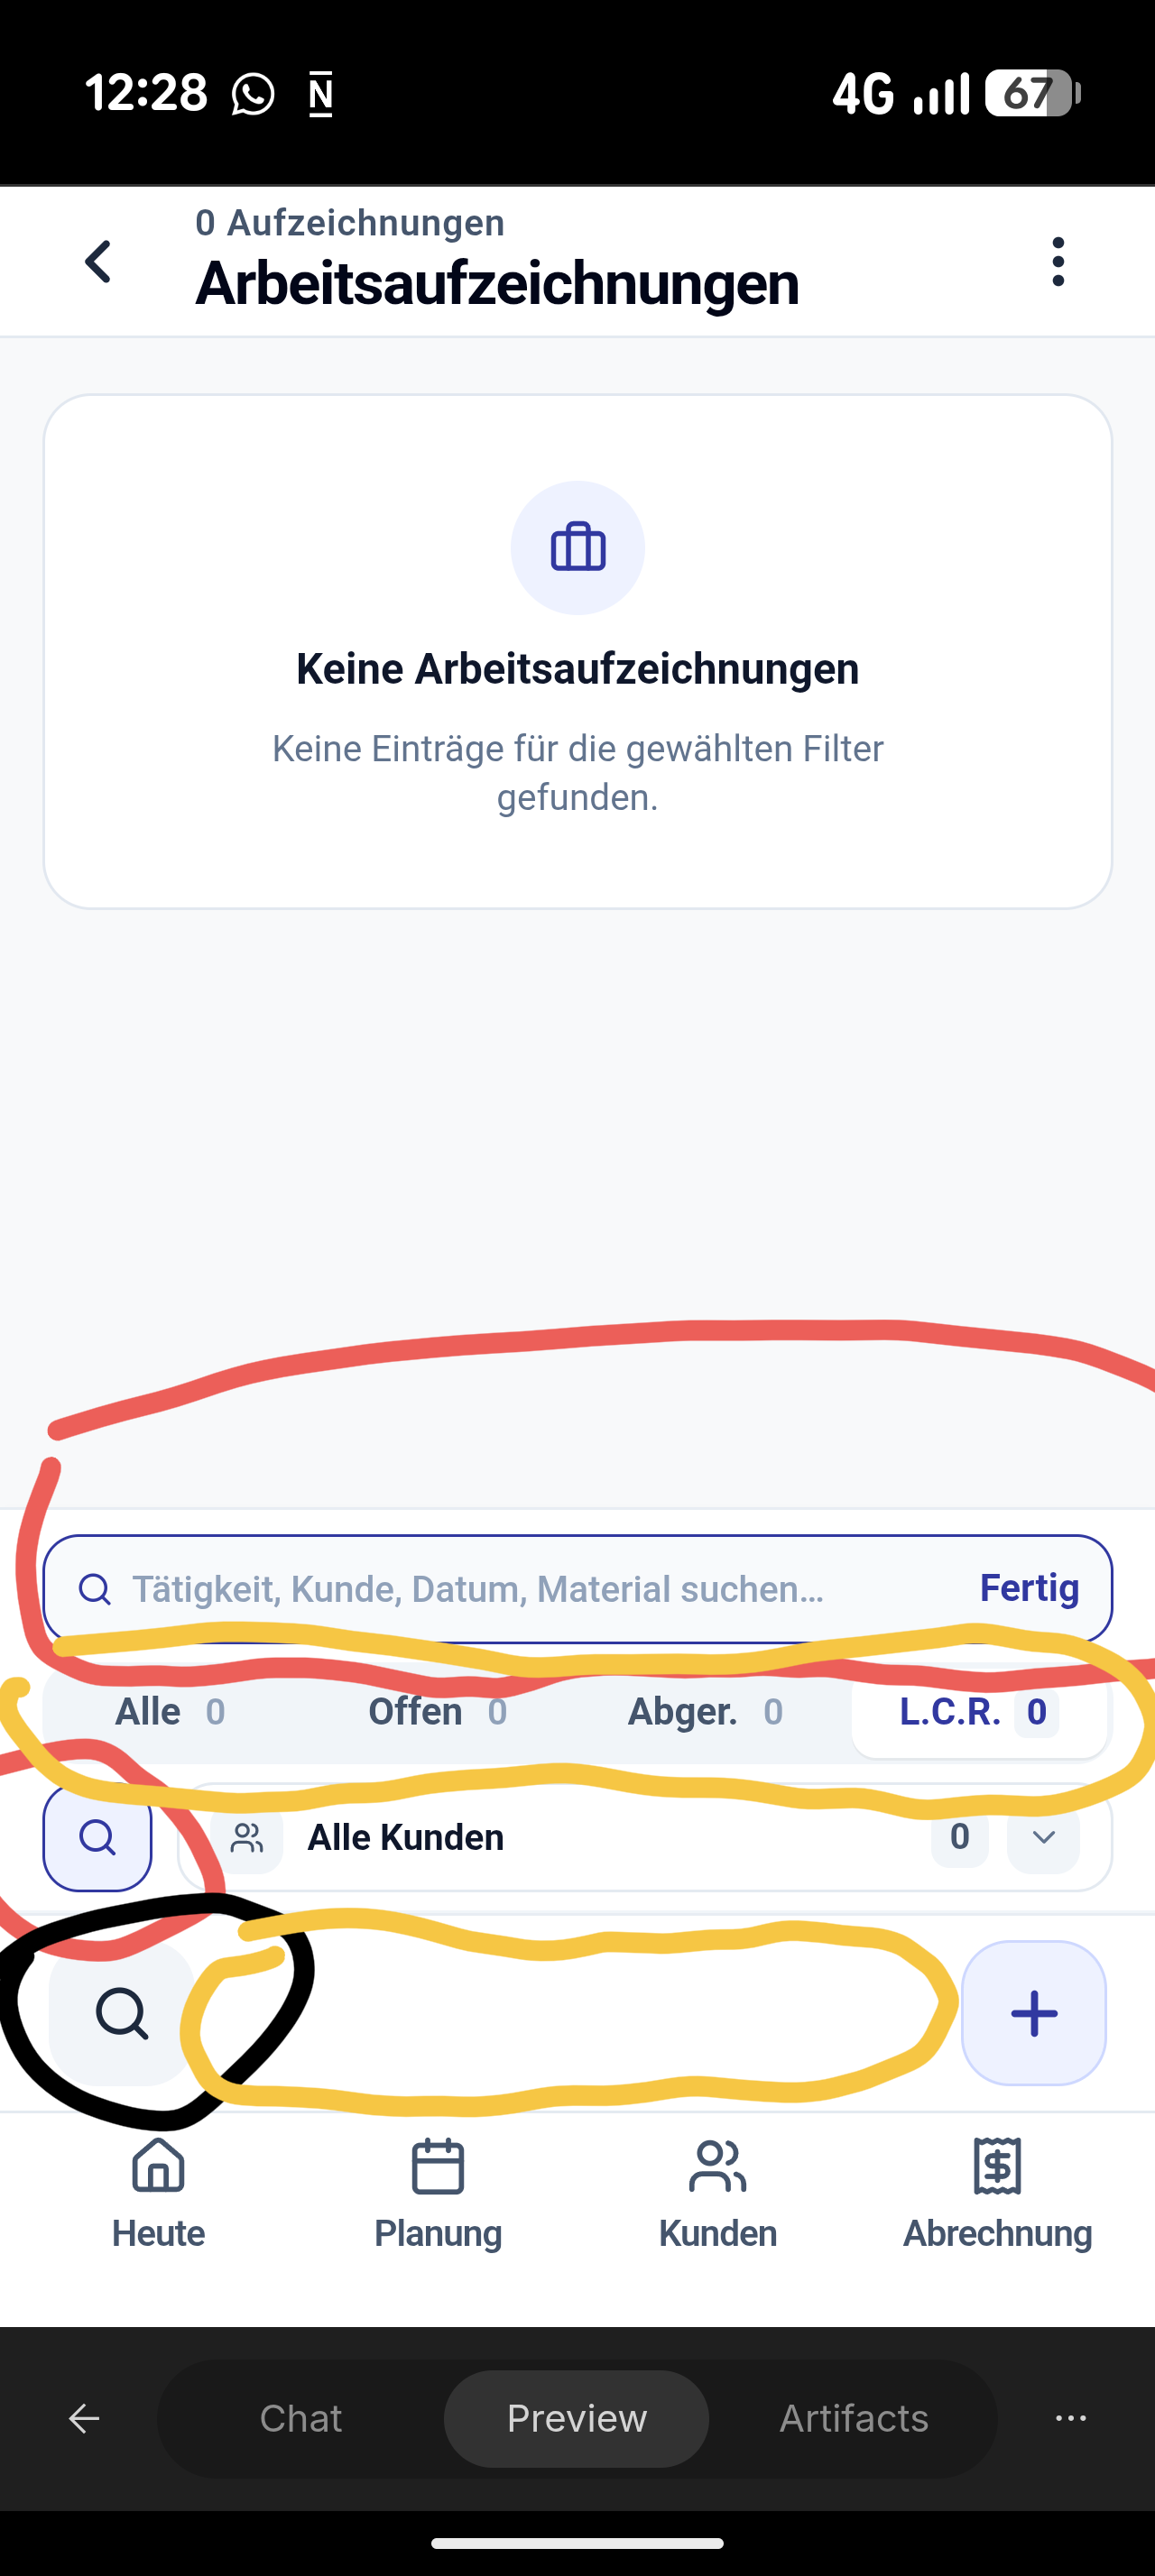 12:28 N 4G 67
0 Aufzeichnungen
Arbeitsaufzeichnungen
Keine Arbeitsaufzeichnungen
Keine Einträge für die gewählten Filter
gefunden.
Tätigkeit, Kunde, Datum, Material suchen... Fertig
Alle 0 Offen 0 Abger. 0 L.C.R. 0
Alle Kunden 0
Heute Planung Kunden Abrechnung
Chat Preview Artifacts